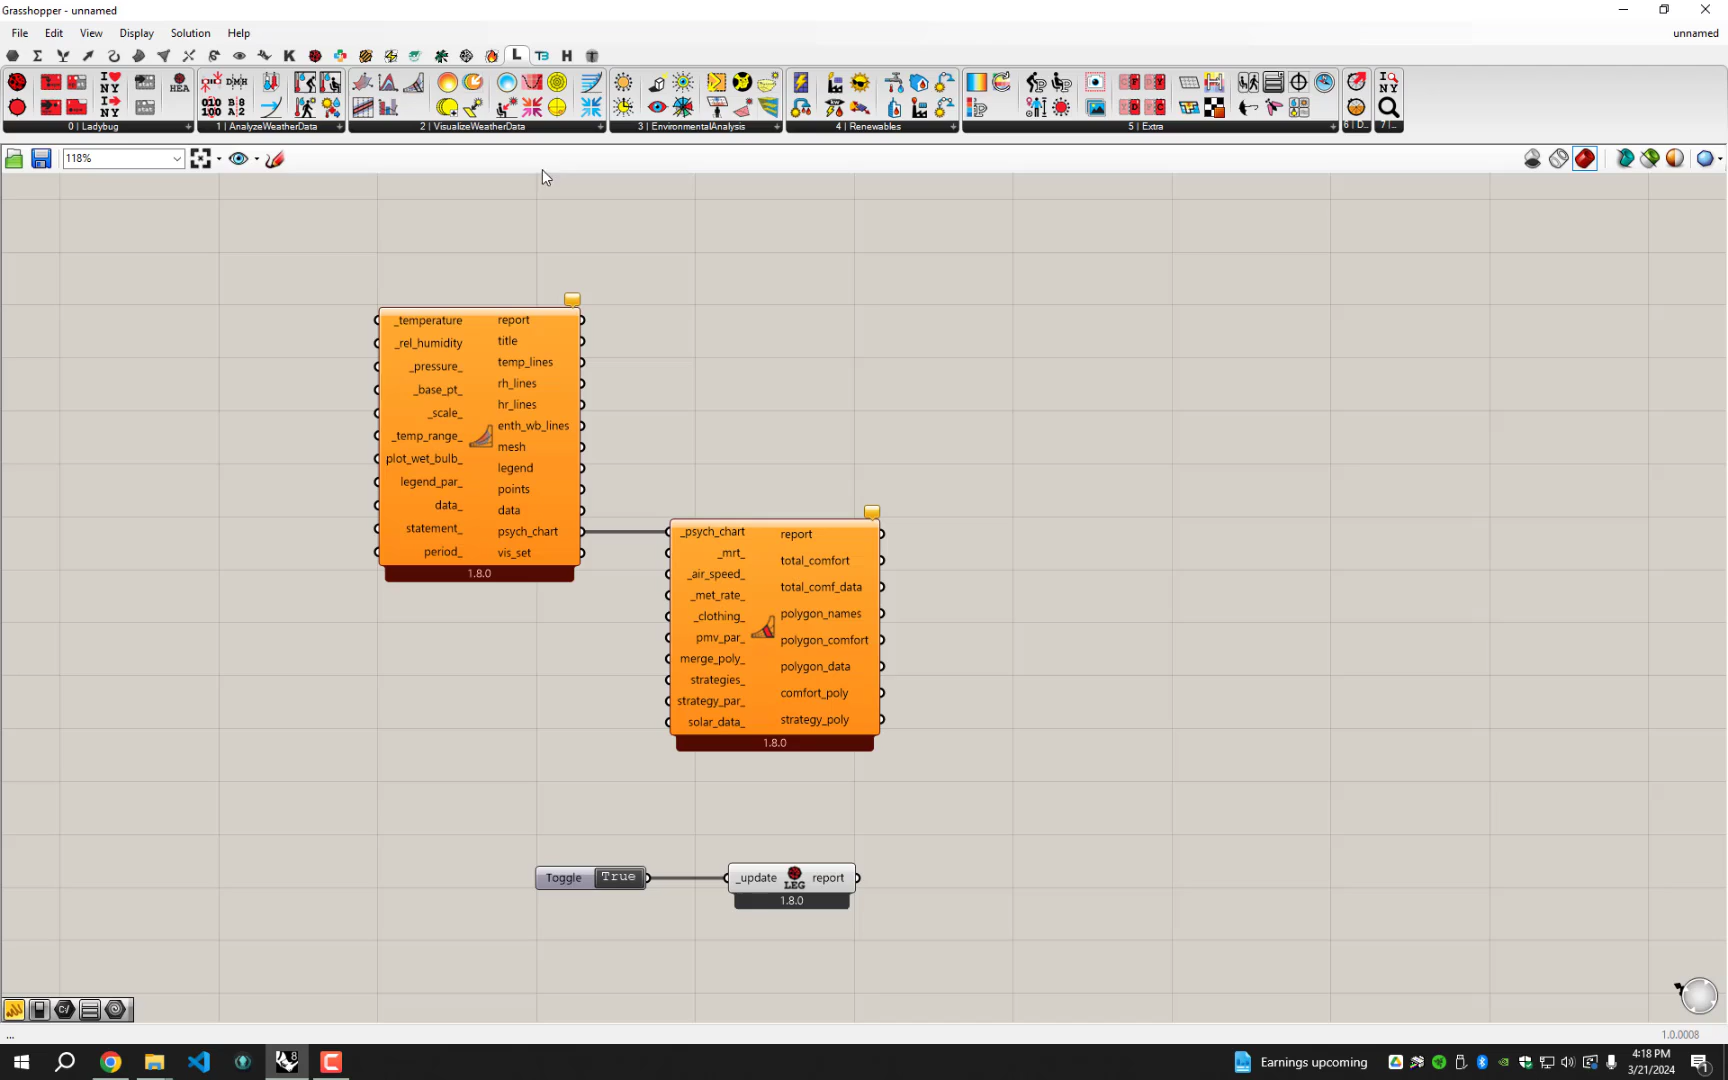 Grasshopper - unnamed
File Edit View Display Solution Help
unnamed
0 | Ladybug
1 | AnalyzeWeatherData
2 | VisualizeWeatherData
3 | EnvironmentalAnalysis
4 | Renewables
5 | Extra
6 | D...
7 |...
118%
_temperature report
_rel_humidity title
_pressure_ temp_lines
_base_pt_ rh_lines
_scale_ hr_lines
_temp_range_ enth_wb_lines
plot_wet_bulb_ mesh
legend_par_ legend
data_ points
statement_ data
period_ psych_chart
vis_set
1.8.0
_psych_chart report
_mrt_ total_comfort
_air_speed_ total_comf_data
_met_rate_ polygon_names
_clothing_ polygon_comfort
pmv_par_ polygon_data
merge_poly_ comfort_poly
strategies_ strategy_poly
strategy_par_
solar_data_
1.8.0
Toggle True
_update LEG report
1.8.0
...
1.0.0008
Earnings upcoming
4:18 PM
3/21/2024